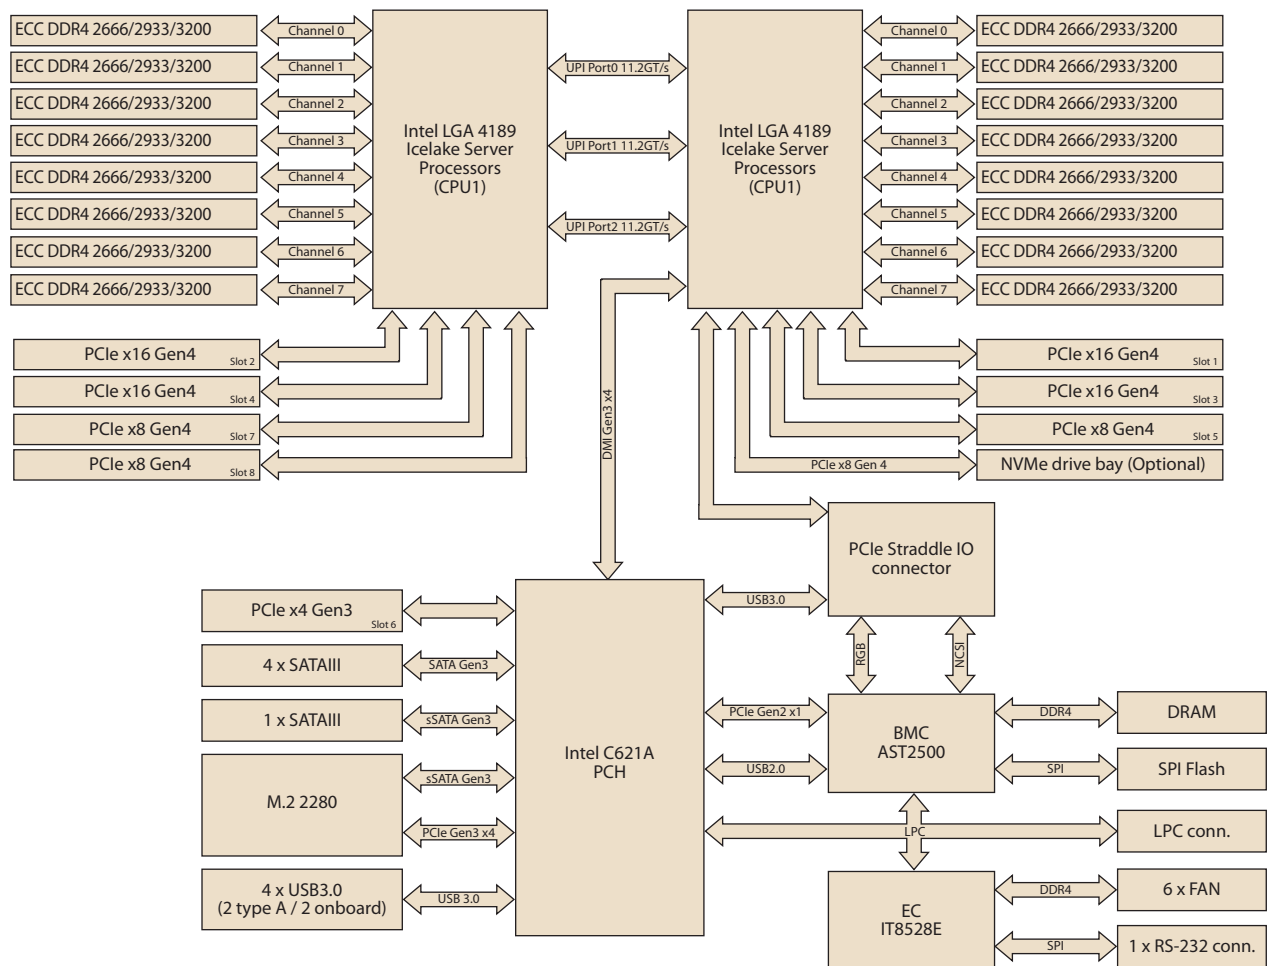 ECC DDR4 2666/2933/3200
Channel 0
ECC DDR4 2666/2933/3200
Channel 1
ECC DDR4 2666/2933/3200
Channel 2
ECC DDR4 2666/2933/3200
Channel 3
ECC DDR4 2666/2933/3200
Channel 4
ECC DDR4 2666/2933/3200
Channel 5
ECC DDR4 2666/2933/3200
Channel 6
ECC DDR4 2666/2933/3200
Channel 7
Intel LGA 4189
Icelake Server
Processors
(CPU1)
UPI Port0 11.2GT/s
UPI Port1 11.2GT/s
UPI Port2 11.2GT/s
Intel LGA 4189
Icelake Server
Processors
(CPU1)
Channel 0
ECC DDR4 2666/2933/3200
Channel 1
ECC DDR4 2666/2933/3200
Channel 2
ECC DDR4 2666/2933/3200
Channel 3
ECC DDR4 2666/2933/3200
Channel 4
ECC DDR4 2666/2933/3200
Channel 5
ECC DDR4 2666/2933/3200
Channel 6
ECC DDR4 2666/2933/3200
Channel 7
ECC DDR4 2666/2933/3200
PCIe x16 Gen4
Slot 2
PCIe x16 Gen4
Slot 4
PCIe x8 Gen4
Slot 7
PCIe x8 Gen4
Slot 8
DMI Gen3 x4
PCIe x16 Gen4
Slot 1
PCIe x16 Gen4
Slot 3
PCIe x8 Gen4
Slot 5
PCIe x8 Gen 4
NVMe drive bay (Optional)
PCIe Straddle IO
connector
PCIe x4 Gen3
Slot 6
4 x SATAIII
SATA Gen3
1 x SATAIII
sSATA Gen3
M.2 2280
sSATA Gen3
PCIe Gen3 x4
4 x USB3.0
(2 type A / 2 onboard)
USB 3.0
Intel C621A
PCH
USB3.0
RGB
NCSI
PCIe Gen2 x1
USB2.0
BMC
AST2500
DDR4
DRAM
SPI
SPI Flash
LPC
LPC conn.
EC
IT8528E
DDR4
6 x FAN
SPI
1 x RS-232 conn.